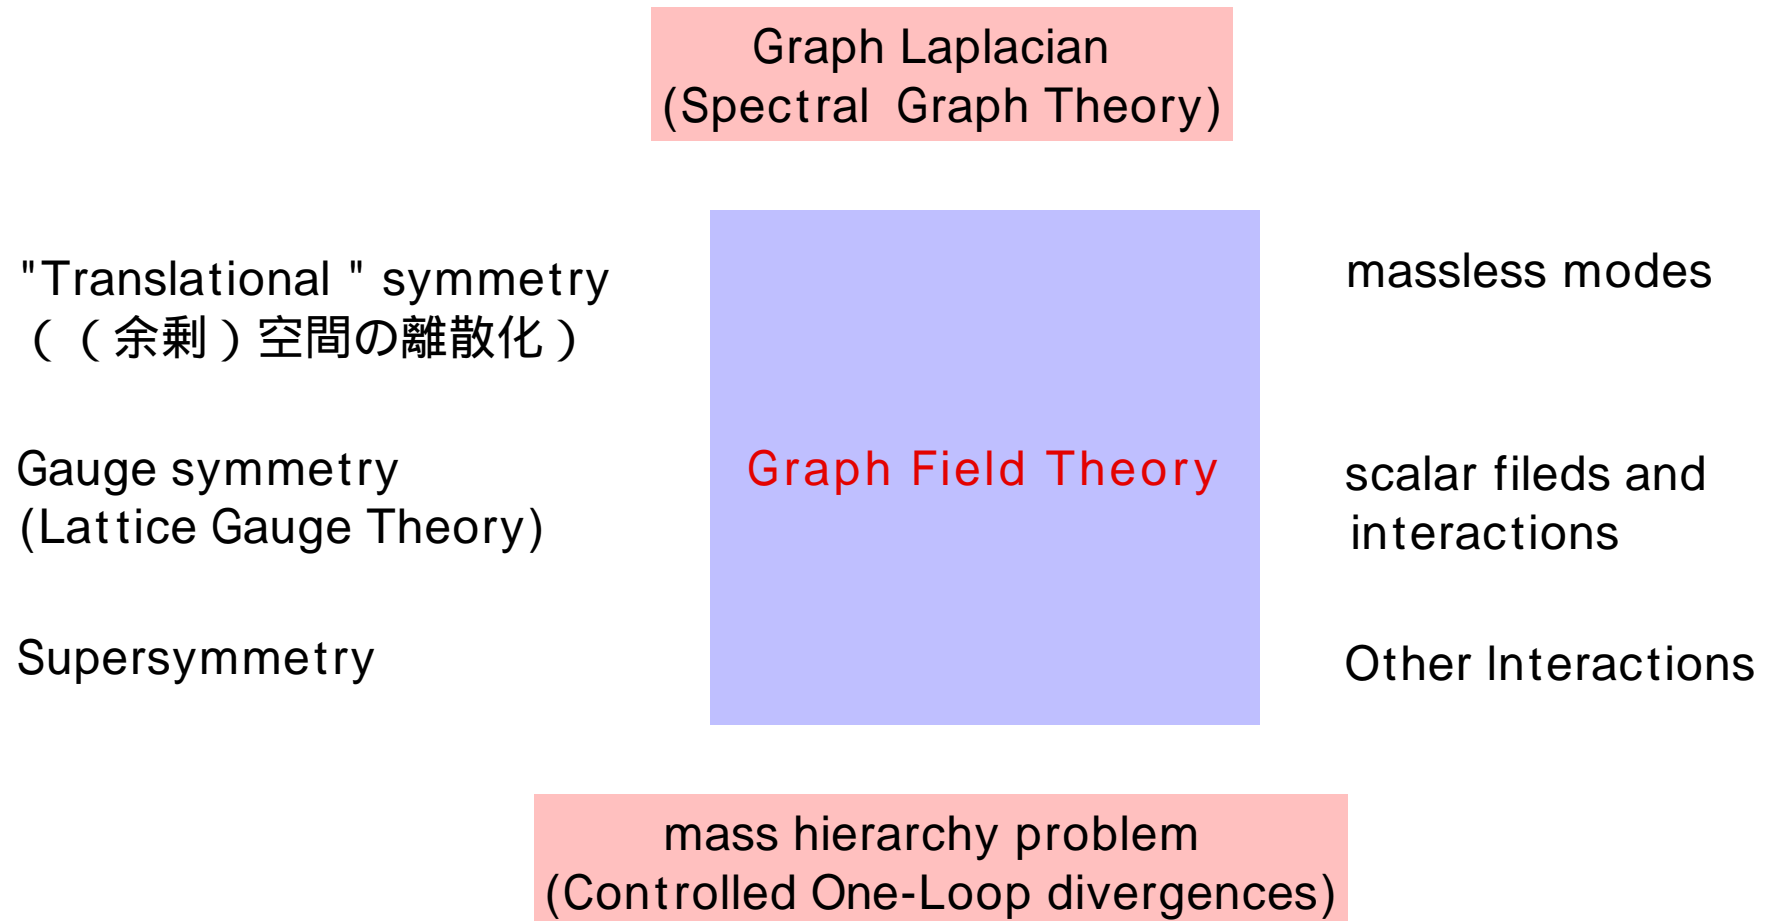 Graph Laplacian
(Spectral Graph Theory)
"Translational " symmetry
（（余剰）空間の離散化）
Gauge symmetry
(Lattice Gauge Theory)
Supersymmetry
Graph Field Theory
massless modes
scalar fileds and
interactions
Other Interactions
mass hierarchy problem
(Controlled One-Loop divergences)